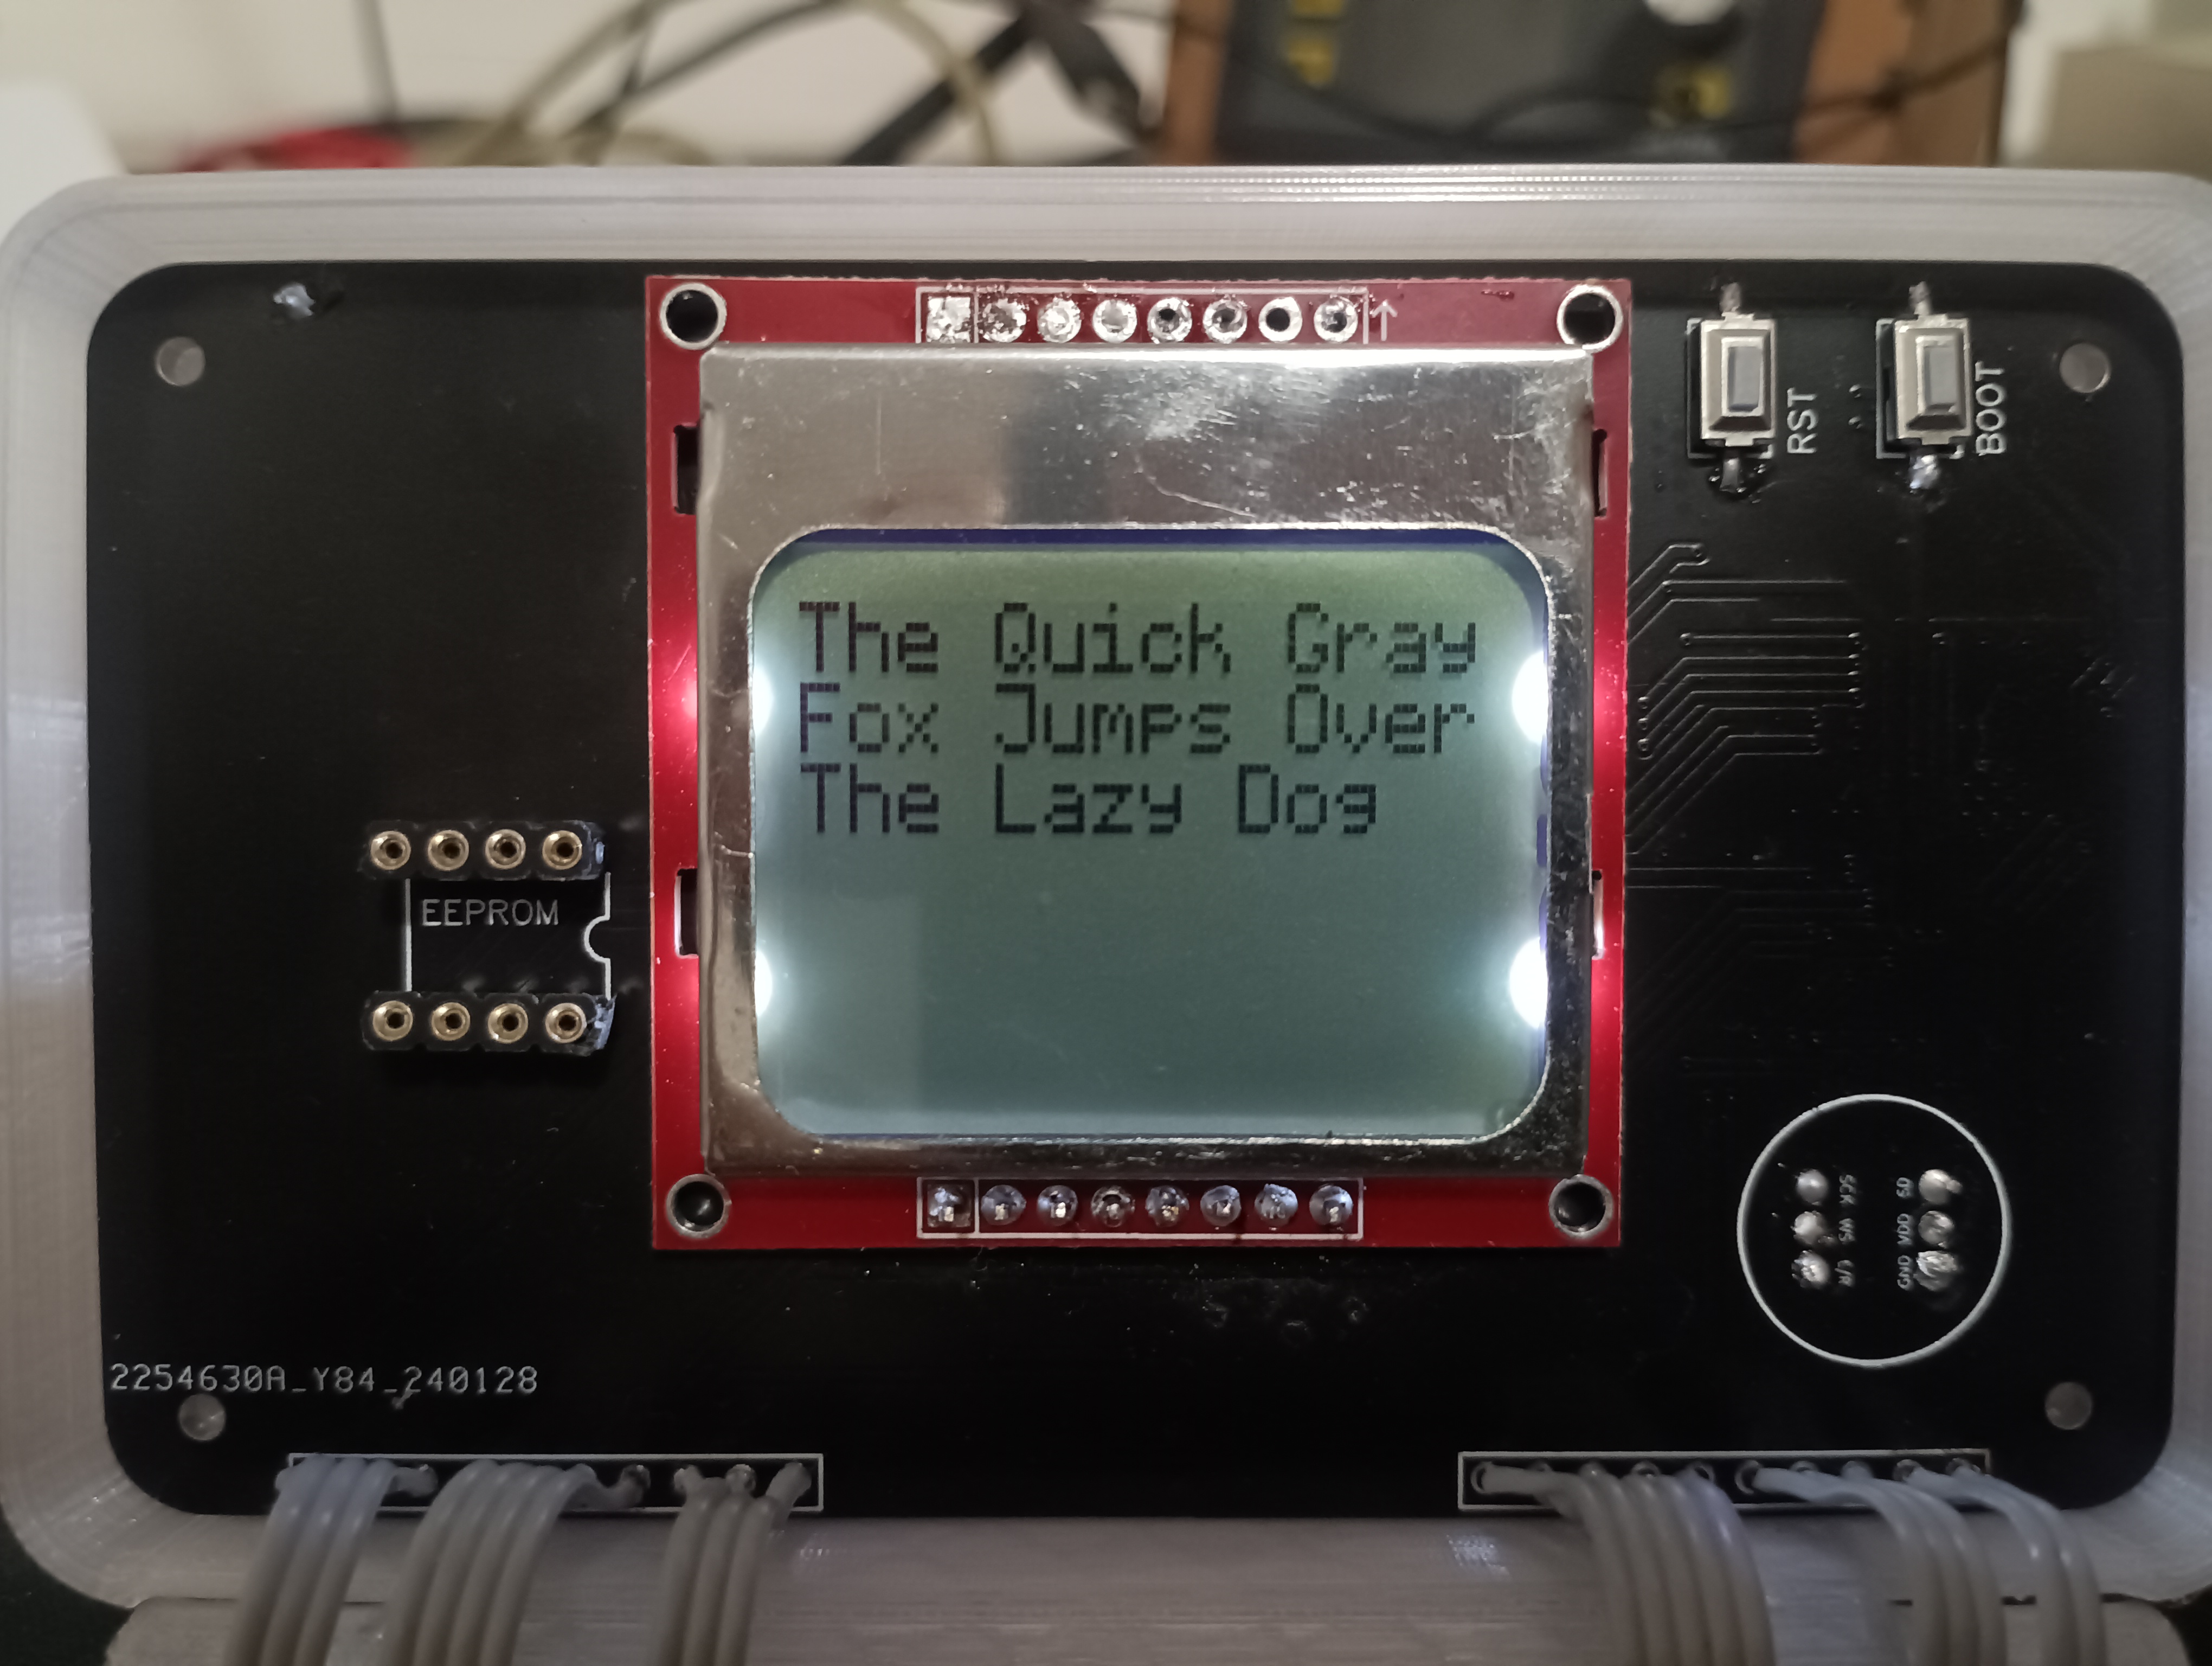 RST
BOOT
The Quick Gray
Fox Jumps Over
The Lazy Dog
EEPROM
SCK WS L/R
GND VDD SD
2254630A_Y84_240128